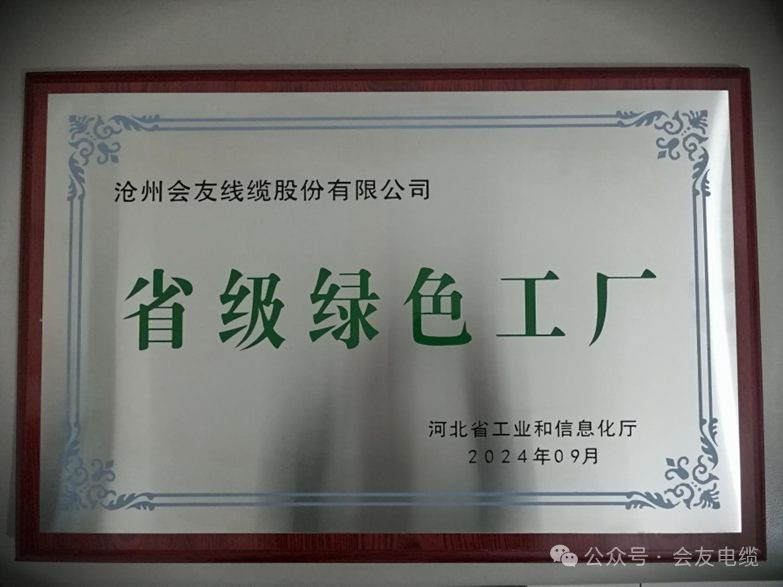 沧州会友线缆股份有限公司
省级绿色工厂
河北省工业和信息化厅
2024年09月
公众号 · 会友电缆